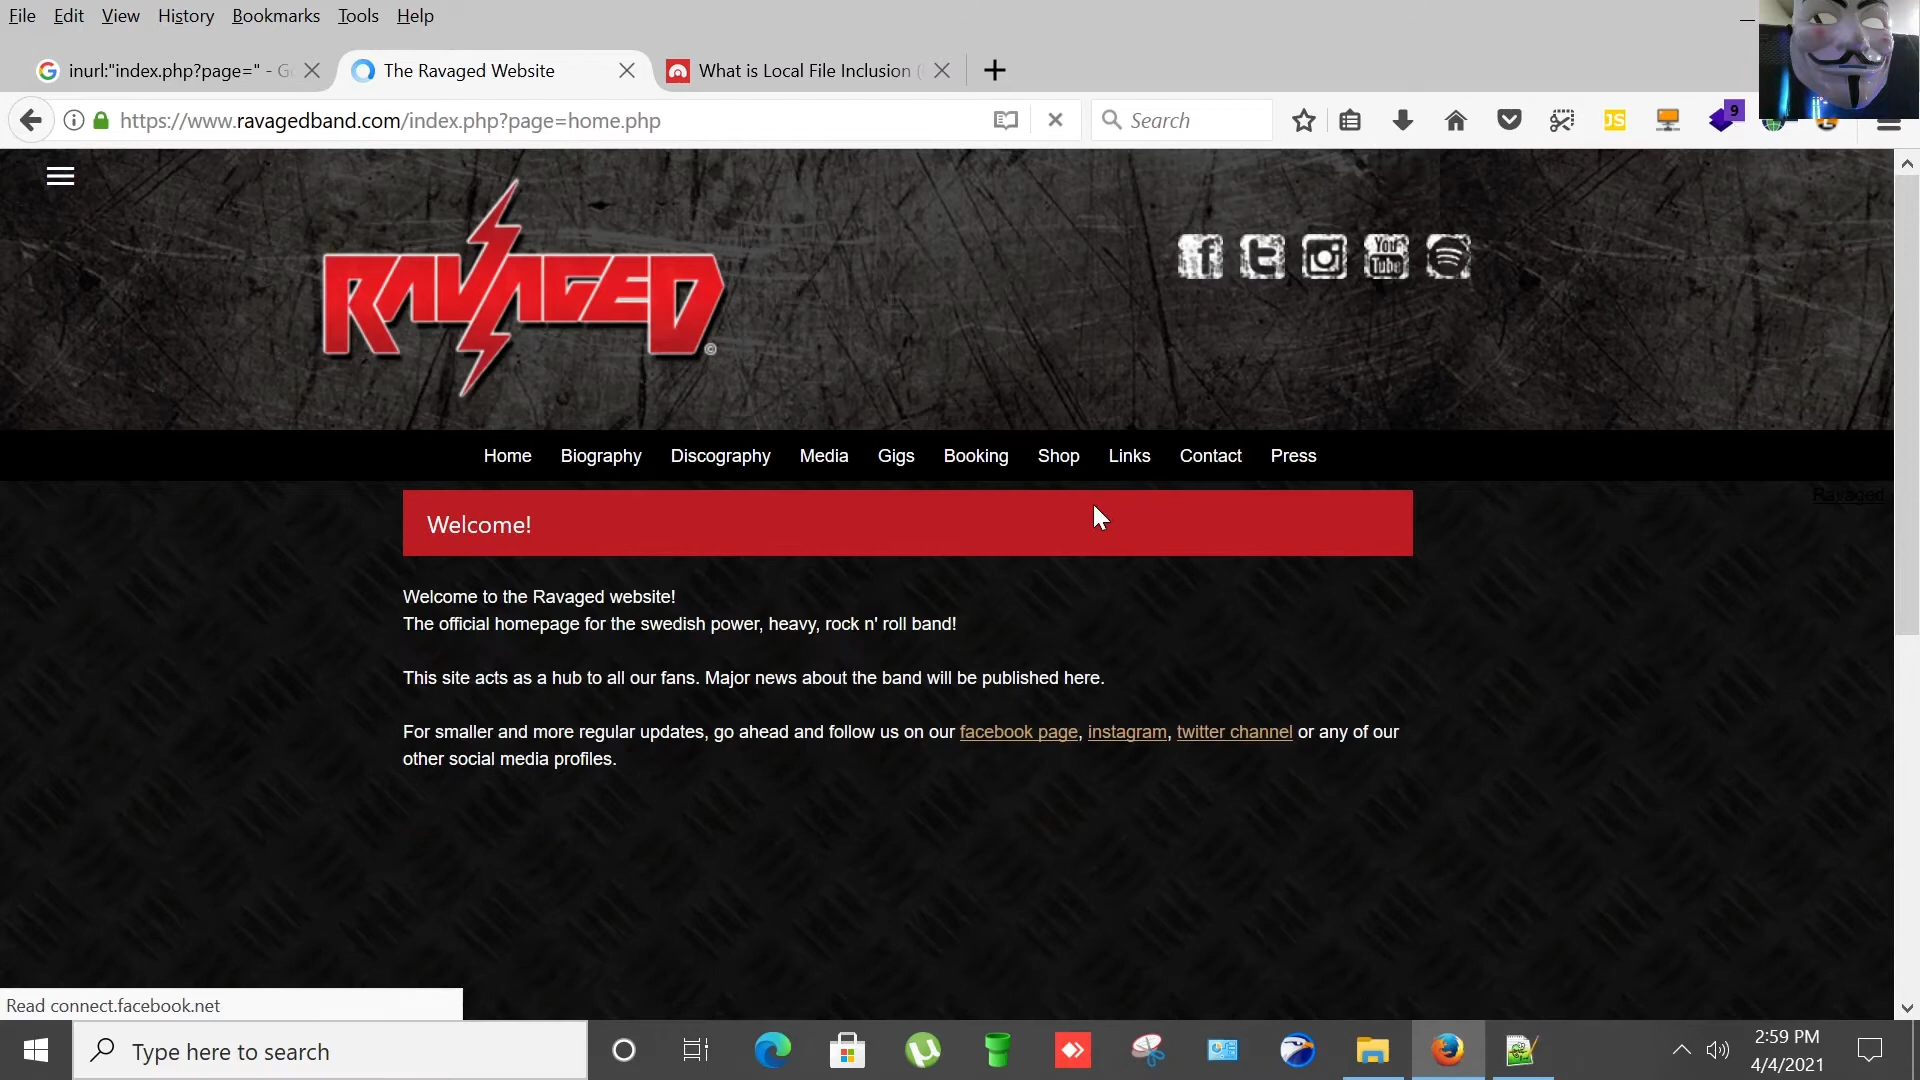 File Edit View History Bookmarks Tools Help
inurl:"index.php?page=" - G
The Ravaged Website
What is Local File Inclusion (
https://www.ravagedband.com/index.php?page=home.php
Search
9
JS
RAVAGED
©
f t You Tube
Home Biography Discography Media Gigs Booking Shop Links Contact Press
Ravaged
Welcome!
Welcome to the Ravaged website!
The official homepage for the swedish power, heavy, rock n' roll band!
This site acts as a hub to all our fans. Major news about the band will be published here.
For smaller and more regular updates, go ahead and follow us on our facebook page, instagram, twitter channel or any of our
other social media profiles.
Read connect.facebook.net
Type here to search
2:59 PM
4/4/2021